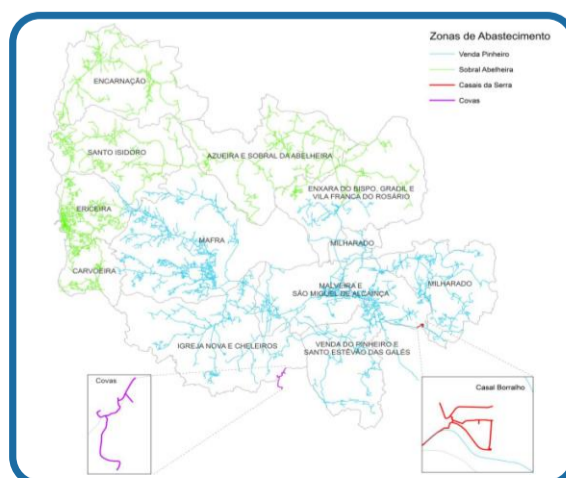 Zonas de Abastecimento
Venda Pinheiro
Sobral Abelheira
Casais da Serra
Covas
ENCARNAÇÃO
SANTO ISIDORO
AZUEIRA E SOBRAL DA ABELHEIRA
ENXARA DO BISPO, GRADIL E
VILA FRANCA DO ROSÁRIO
ERICEIRA
MAFRA
MILHARADO
CARVOEIRA
MALVEIRA E
SÃO MIGUEL DE ALCAINÇA
MILHARADO
IGREJA NOVA E CHELEIROS
VENDA DO PINHEIRO E
SANTO ESTÊVÃO DAS GALÉS
Covas
Casal Borralho